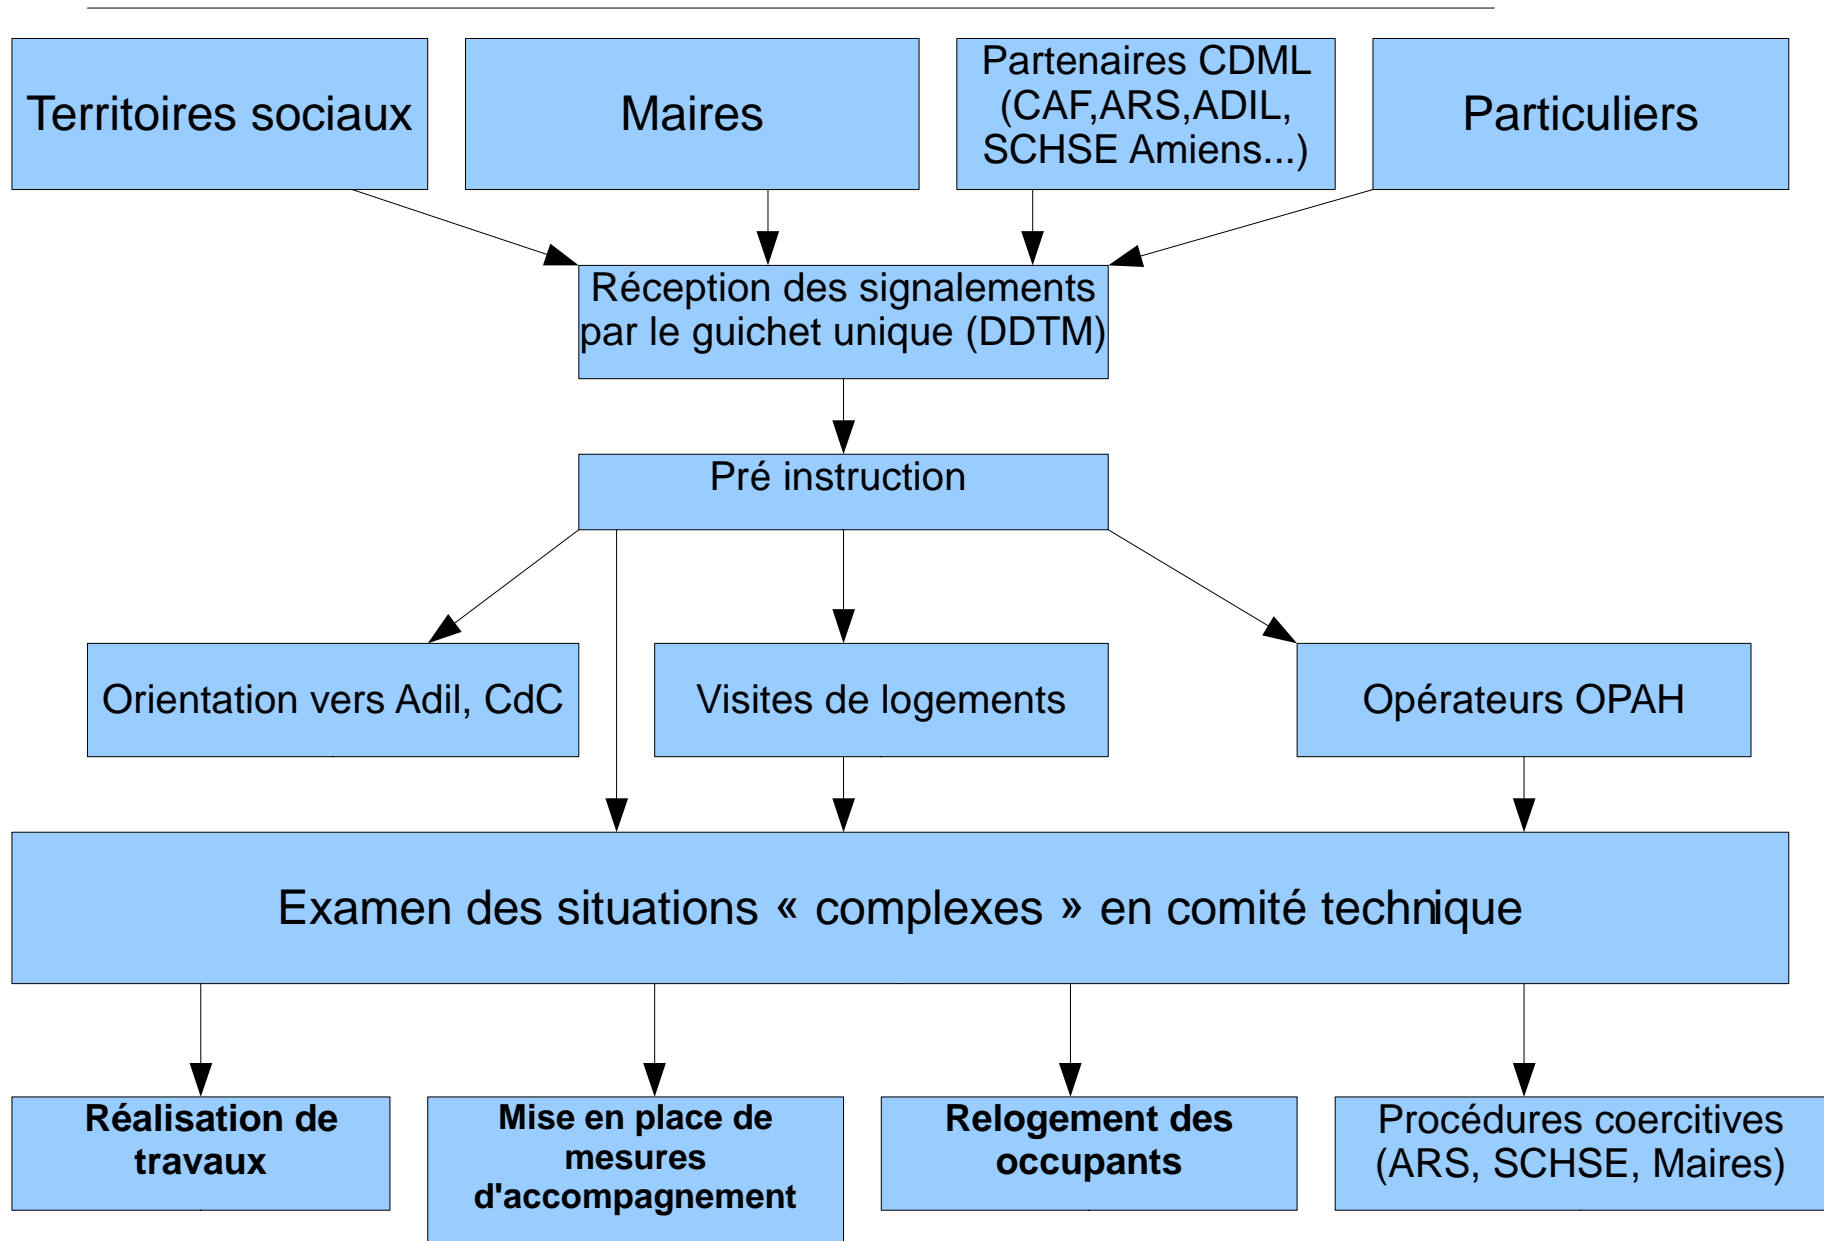 Territoires sociaux
Maires
Partenaires CDML
(CAF,ARS,ADIL,
SCHSE Amiens...)
Particuliers
Réception des signalements
par le guichet unique (DDTM)
Pré instruction
Orientation vers Adil, CdC
Visites de logements
Opérateurs OPAH
Examen des situations « complexes » en comité technique
Réalisation de
travaux
Mise en place de
mesures
d'accompagnement
Relogement des
occupants
Procédures coercitives
(ARS, SCHSE, Maires)